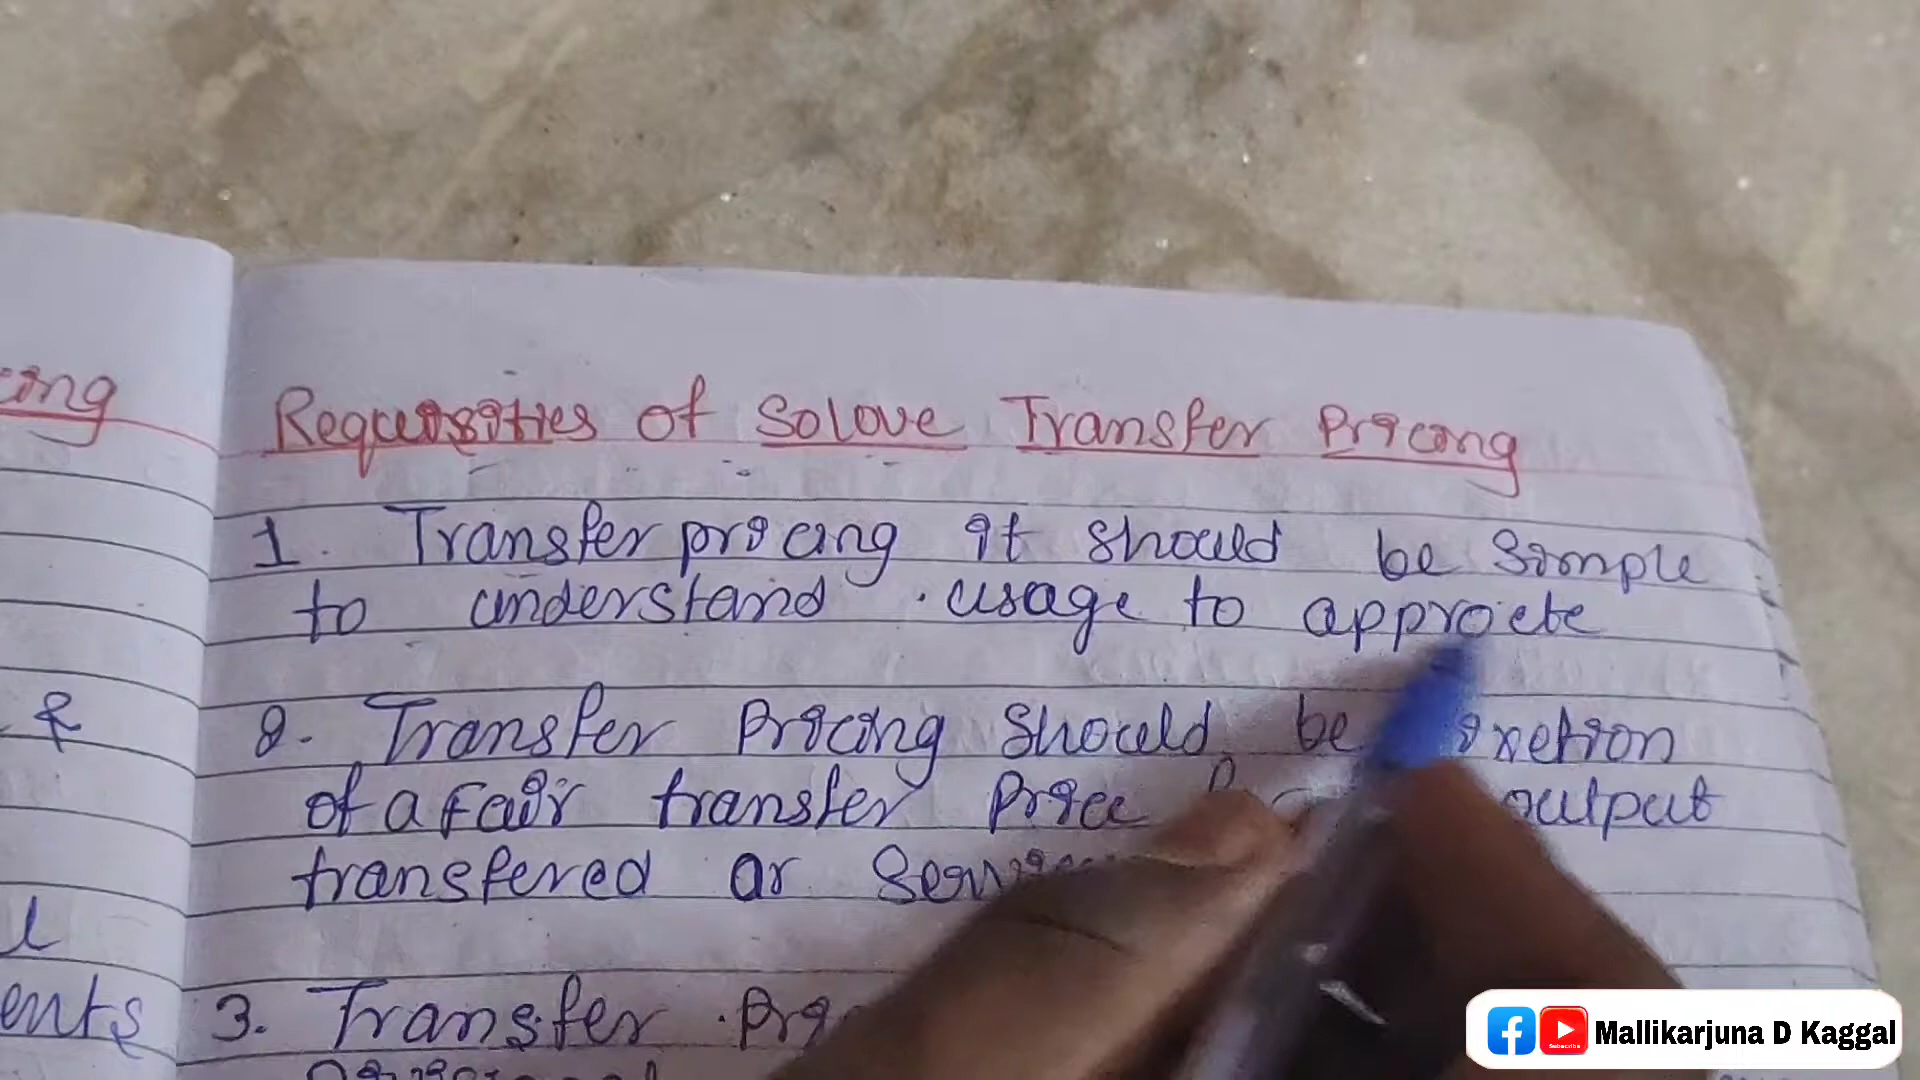 ing
Requisities of Solove Transfer Pricing
1. Transfer pricing it should be simple
to understand . usage to approcte
& 2. Transfer Pricing Should be
of a Fair transfer Price output
transfered or
l
ents 3. Transfer .
Mallikarjuna D Kaggal